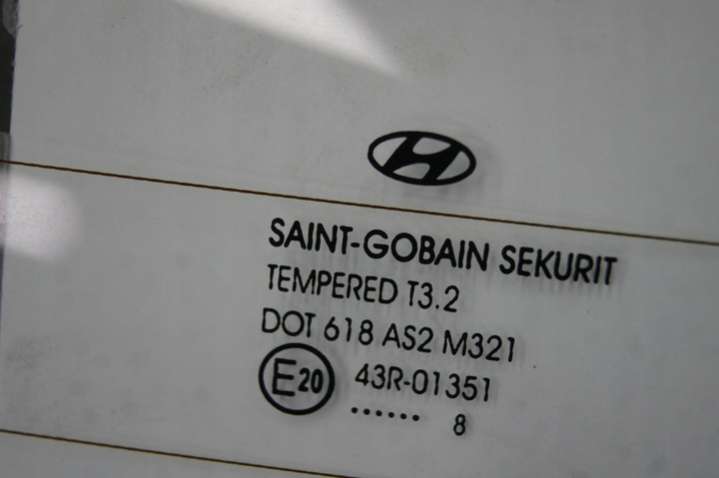 SAINT-GOBAIN SEKURIT
TEMPERED T3.2
DOT 618 AS2 M321
E20 43R-01351
...... 8